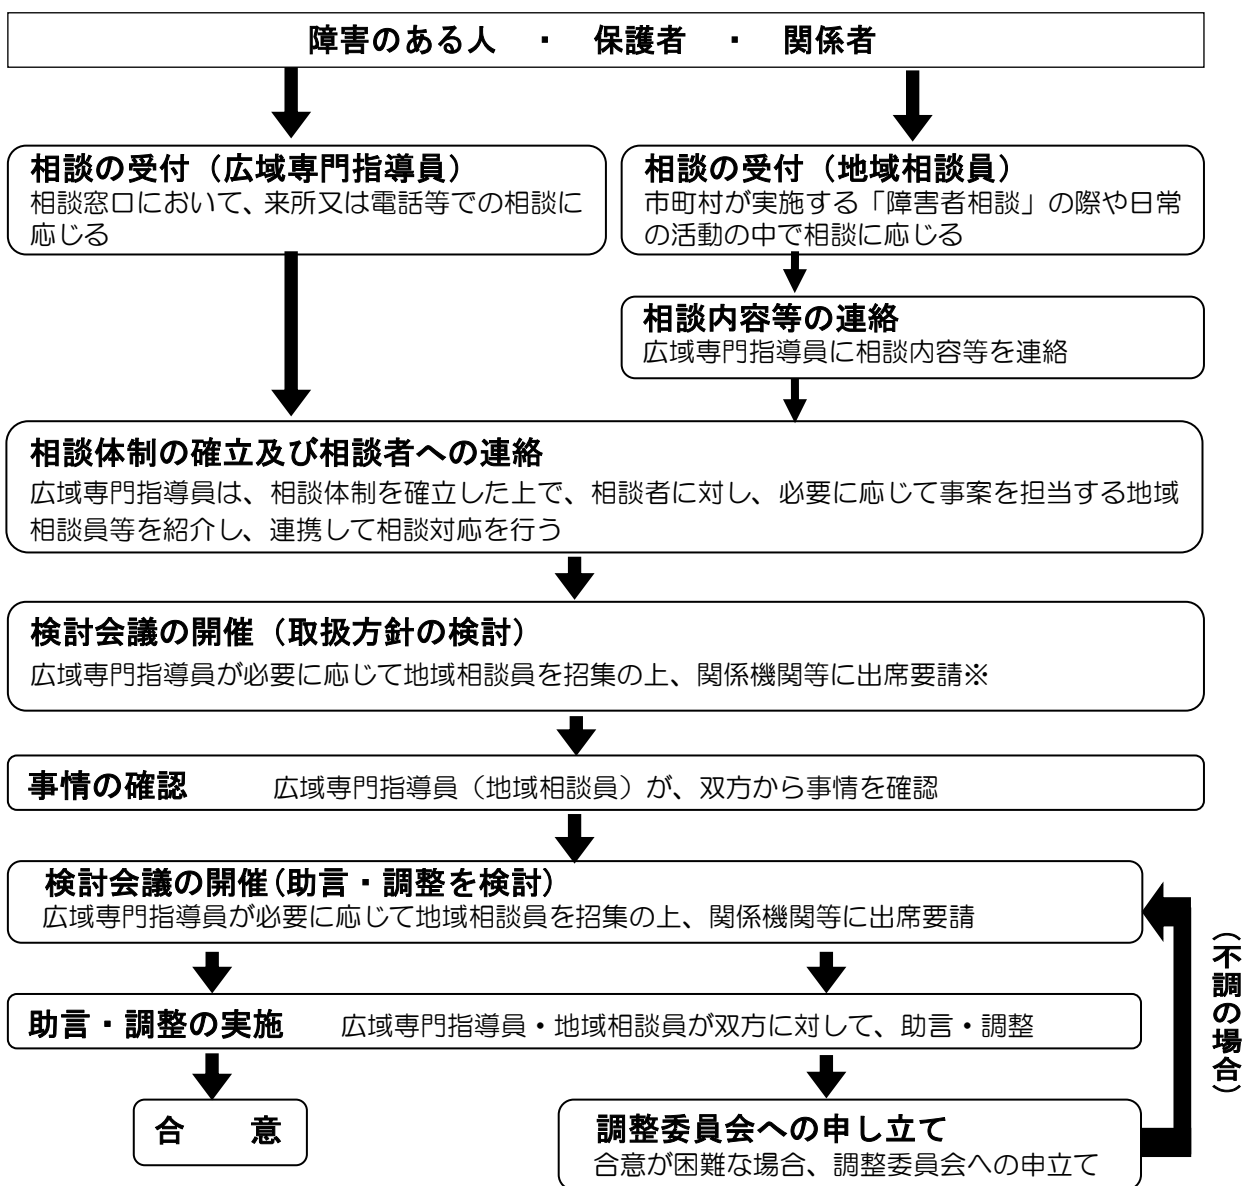 障害のある人 ・ 保護者 ・ 関係者
相談の受付（広域専門指導員）
相談窓口において、来所又は電話等での相談に
応じる
相談の受付（地域相談員）
市町村が実施する「障害者相談」の際や日常
の活動の中で相談に応じる
相談内容等の連絡
広域専門指導員に相談内容等を連絡
相談体制の確立及び相談者への連絡
広域専門指導員は、相談体制を確立した上で、相談者に対し、必要に応じて事案を担当する地域
相談員等を紹介し、連携して相談対応を行う
検討会議の開催（取扱方針の検討）
広域専門指導員が必要に応じて地域相談員を招集の上、関係機関等に出席要請※
事情の確認 広域専門指導員（地域相談員）が、双方から事情を確認
検討会議の開催(助言・調整を検討)
広域専門指導員が必要に応じて地域相談員を招集の上、関係機関等に出席要請
（不調の場合）
助言・調整の実施 広域専門指導員・地域相談員が双方に対して、助言・調整
合 意
調整委員会への申し立て
合意が困難な場合、調整委員会への申立て